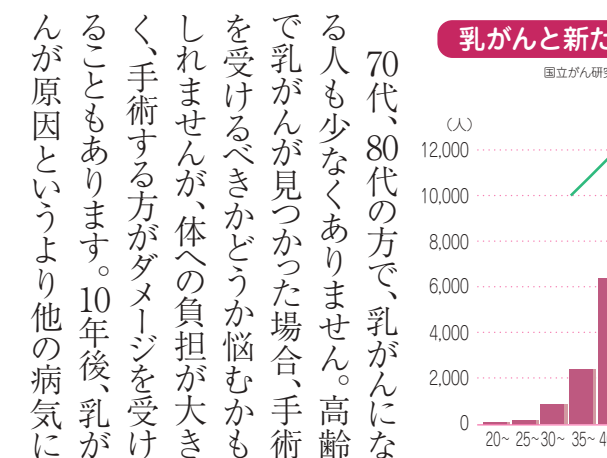 70代、80代の方で、乳がんにな
る人も少なくありません。高齢
で乳がんが見つかった場合、手術
を受けるべきかどうか悩むかも
しれませんが、体への負担が大き
く、手術する方がダメージを受け
ることもあります。10年後、乳が
んが原因というより他の病気に
乳がんと新た
国立がん研究
（人）
12,000
10,000
8,000
6,000
4,000
2,000
0
20~ 25~30~ 35~ 4